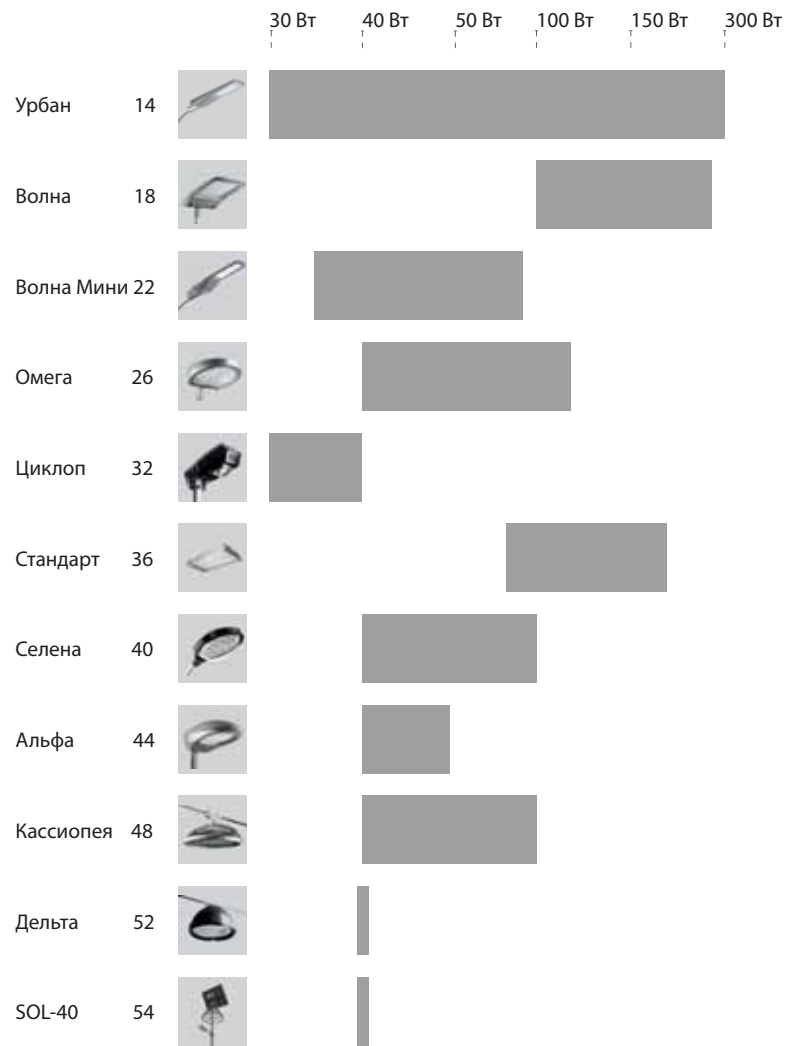 30 Вт 40 Вт 50 Вт 100 Вт 150 Вт 300 Вт
Урбан 14
Волна 18
Волна Мини 22
Омега 26
Циклоп 32
Стандарт 36
Селена 40
Альфа 44
Кассиопея 48
Дельта 52
SOL-40 54